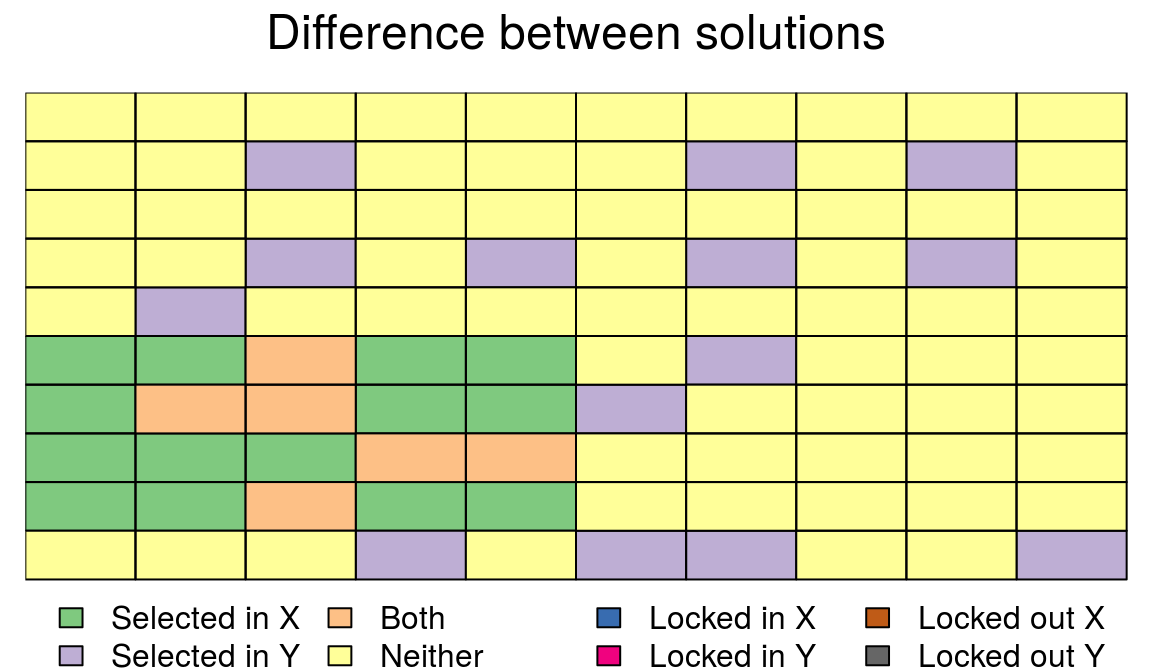 Difference between solutions
Selected in X Both Locked in X Locked out X
Selected in Y Neither Locked in Y Locked out Y